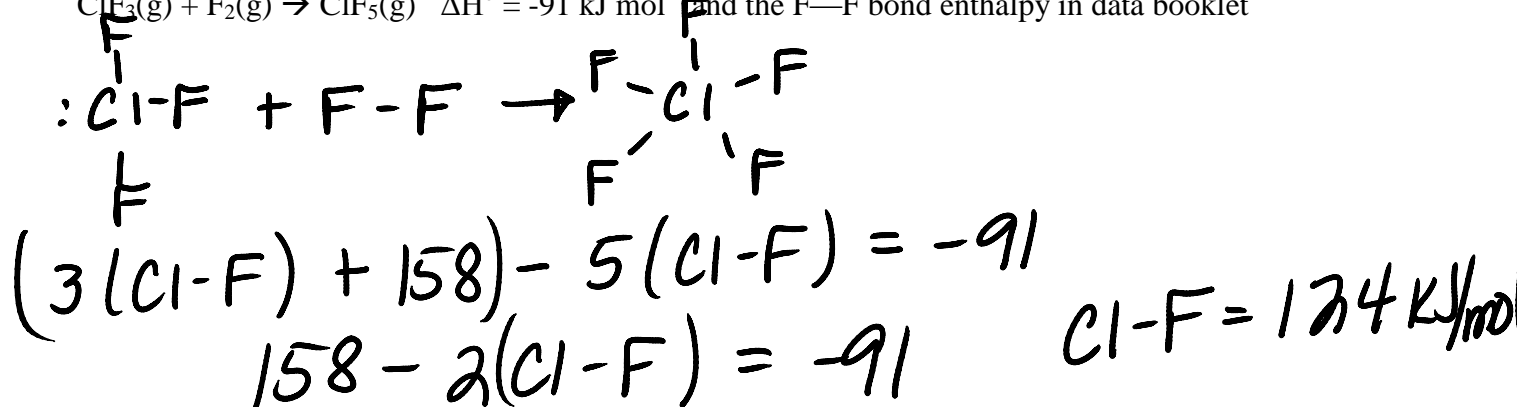 ClF₃(g) + F₂(g) → ClF₅(g) ΔH° = -91 kJ mol and the F—F bond enthalpy in data booklet
F F
F F
: Cl-F + F-F → Cl
F F F
(3(Cl-F) + 158) - 5(Cl-F) = -91
Cl-F = 124 kJ/mol
158 - 2(Cl-F) = -91